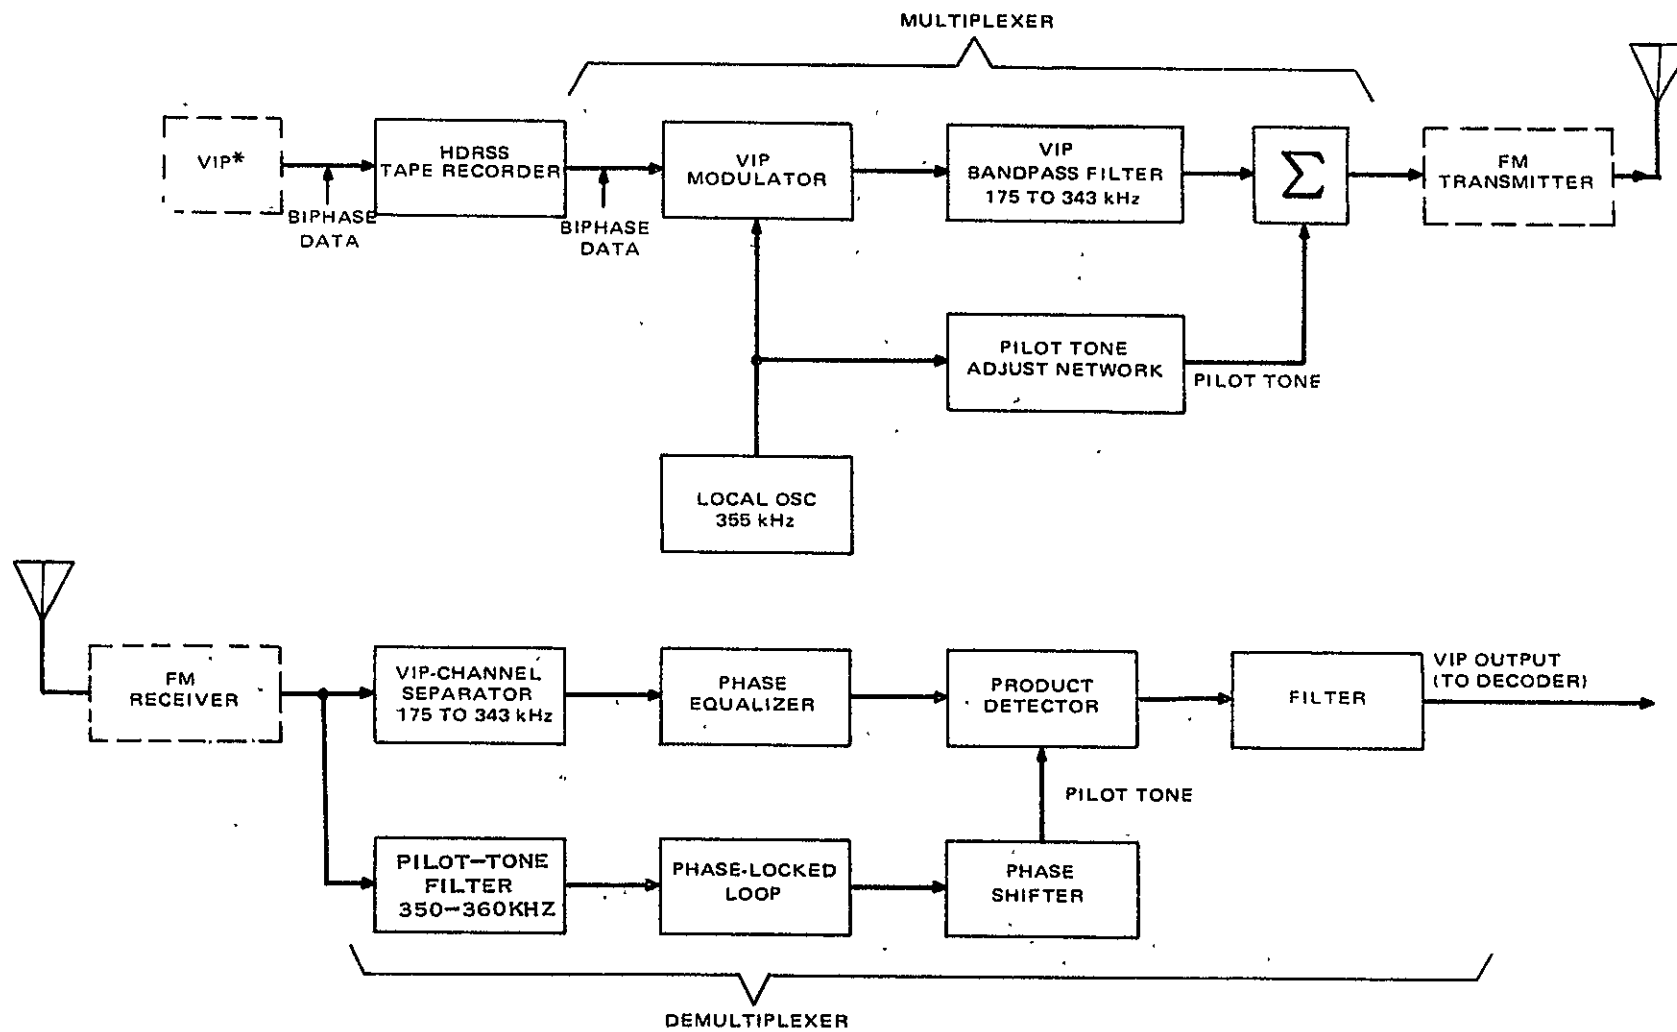 MULTIPLEXER
VIP*
BIPHASE
DATA
HDRSS
TAPE RECORDER
BIPHASE
DATA
VIP
MODULATOR
VIP
BANDPASS FILTER
175 TO 343 kHz
Σ
FM
TRANSMITTER
PILOT TONE
ADJUST NETWORK
PILOT TONE
LOCAL OSC
355 kHz
FM
RECEIVER
VIP-CHANNEL
SEPARATOR
175 TO 343 kHz
PHASE
EQUALIZER
PRODUCT
DETECTOR
FILTER
VIP OUTPUT
(TO DECODER)
PILOT TONE
PILOT-TONE
FILTER
350-360KHZ
PHASE-LOCKED
LOOP
PHASE
SHIFTER
DEMULTIPLEXER